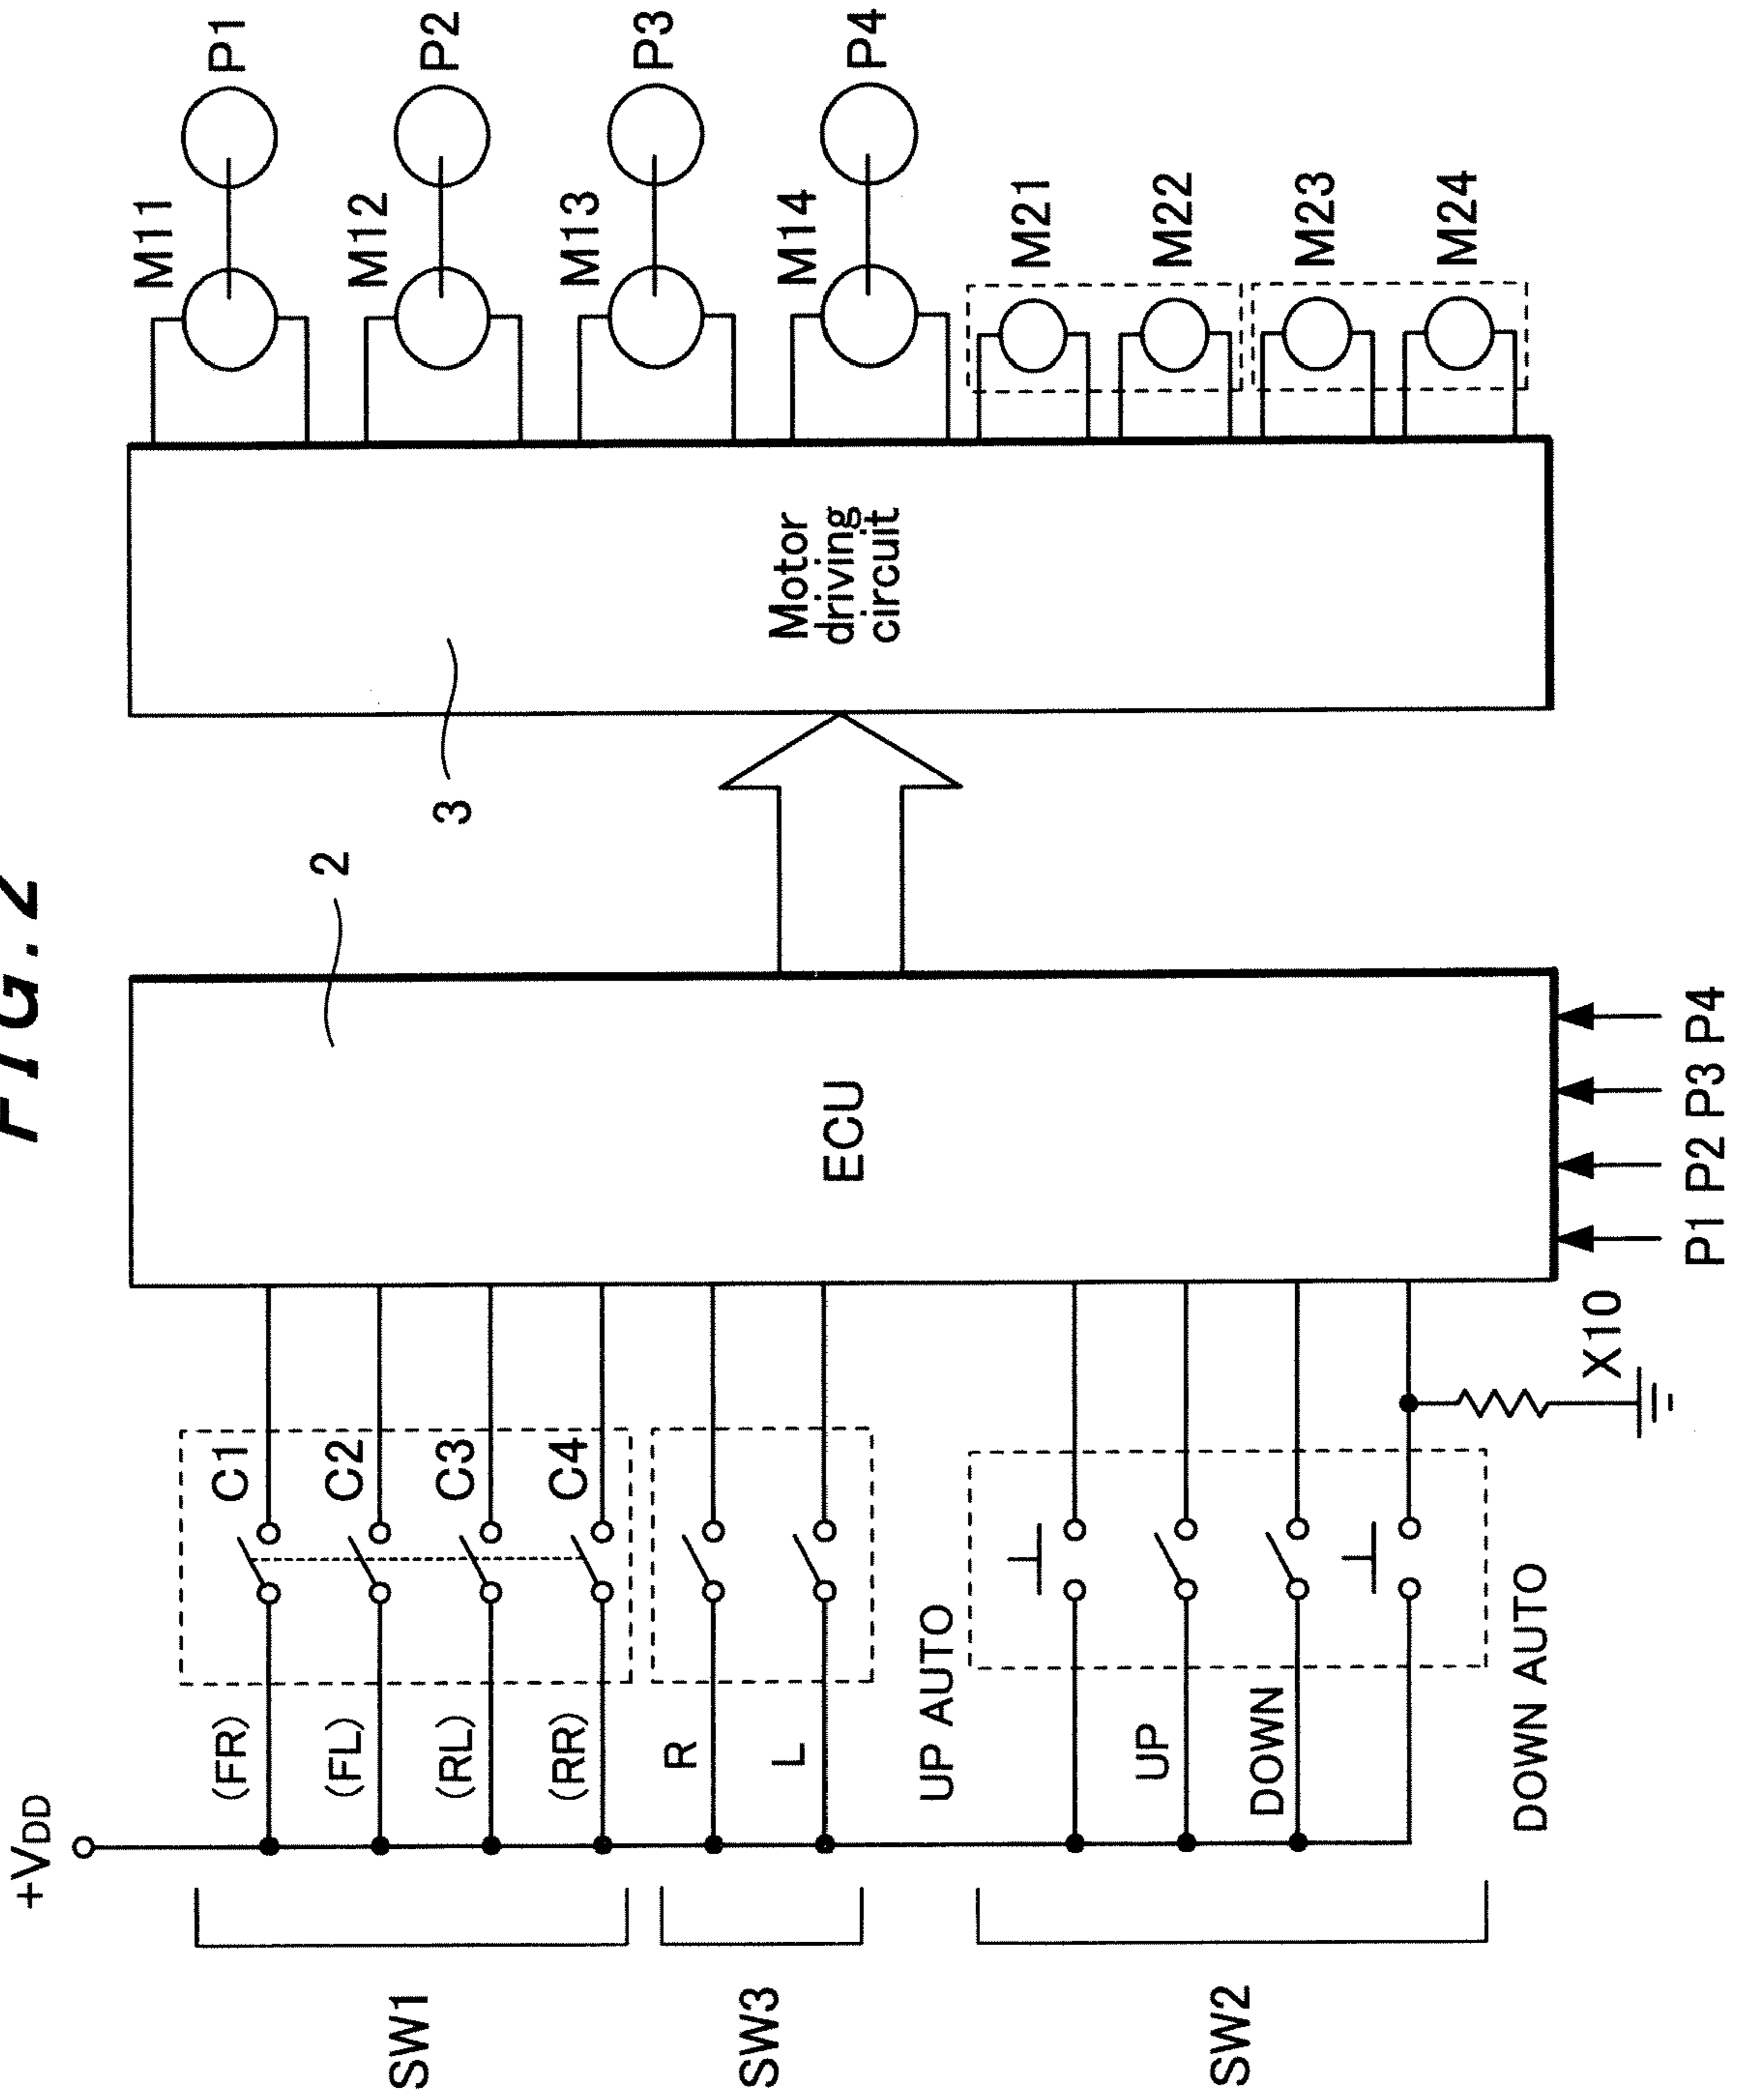 FIG. 2
+VDD
SW1
(FR)
C1
(FL)
C2
(RL)
C3
(RR)
C4
SW3
R
L
SW2
UP AUTO
UP
DOWN
DOWN AUTO
X10
2
ECU
P1 P2 P3 P4
3
Motor
driving
circuit
M11
P1
M12
P2
M13
P3
M14
P4
M21
M22
M23
M24